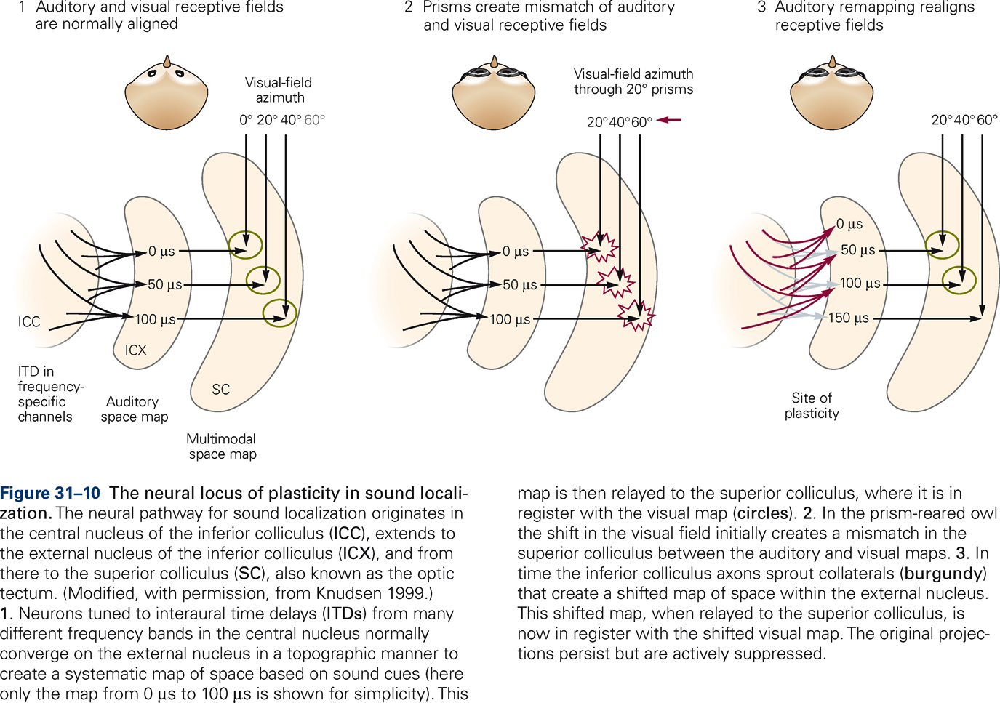 1 Auditory and visual receptive fields
are normally aligned
Visual-field
azimuth
0° 20° 40° 60°
0 µs
50 µs
100 µs
ICC
ICX
SC
ITD in
frequency-
specific
channels
Auditory
space map
Multimodal
space map
2 Prisms create mismatch of auditory
and visual receptive fields
Visual-field azimuth
through 20° prisms
20° 40° 60°
0 µs
50 µs
100 µs
3 Auditory remapping realigns
receptive fields
20° 40° 60°
0 µs
50 µs
100 µs
150 µs
Site of
plasticity
Figure 31–10 The neural locus of plasticity in sound locali-
zation. The neural pathway for sound localization originates in
the central nucleus of the inferior colliculus (ICC), extends to
the external nucleus of the inferior colliculus (ICX), and from
there to the superior colliculus (SC), also known as the optic
tectum. (Modified, with permission, from Knudsen 1999.)
1. Neurons tuned to interaural time delays (ITDs) from many
different frequency bands in the central nucleus normally
converge on the external nucleus in a topographic manner to
create a systematic map of space based on sound cues (here
only the map from 0 µs to 100 µs is shown for simplicity). This
map is then relayed to the superior colliculus, where it is in
register with the visual map (circles). 2. In the prism-reared owl
the shift in the visual field initially creates a mismatch in the
superior colliculus between the auditory and visual maps. 3. In
time the inferior colliculus axons sprout collaterals (burgundy)
that create a shifted map of space within the external nucleus.
This shifted map, when relayed to the superior colliculus, is
now in register with the shifted visual map. The original projec-
tions persist but are actively suppressed.